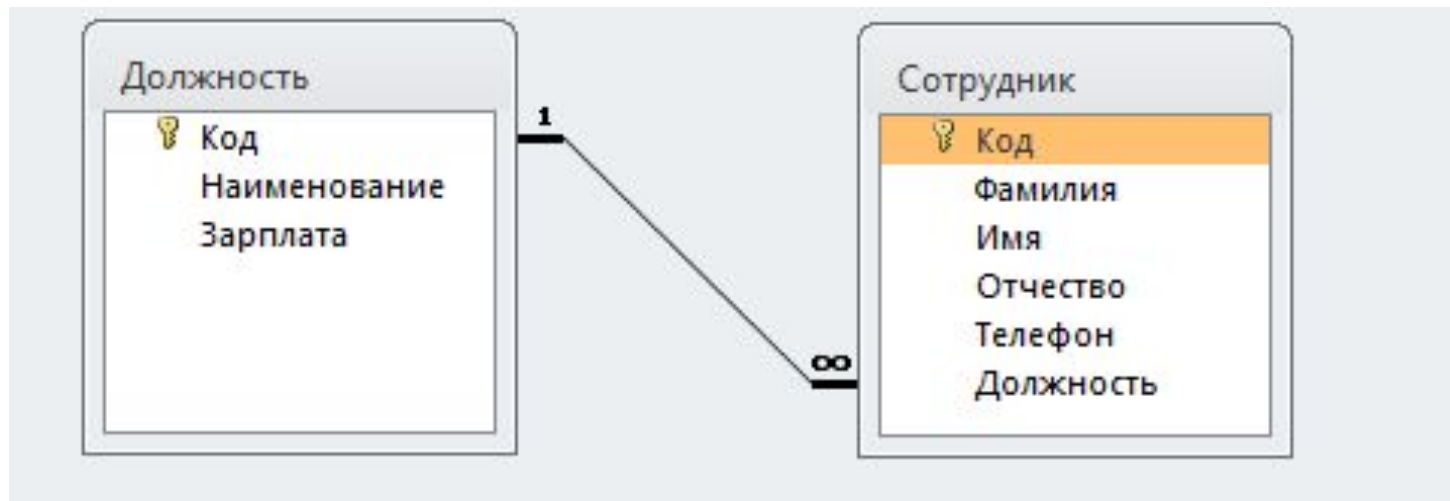 Должность
Код
Наименование
Зарплата
1
∞
Сотрудник
Код
Фамилия
Имя
Отчество
Телефон
Должность